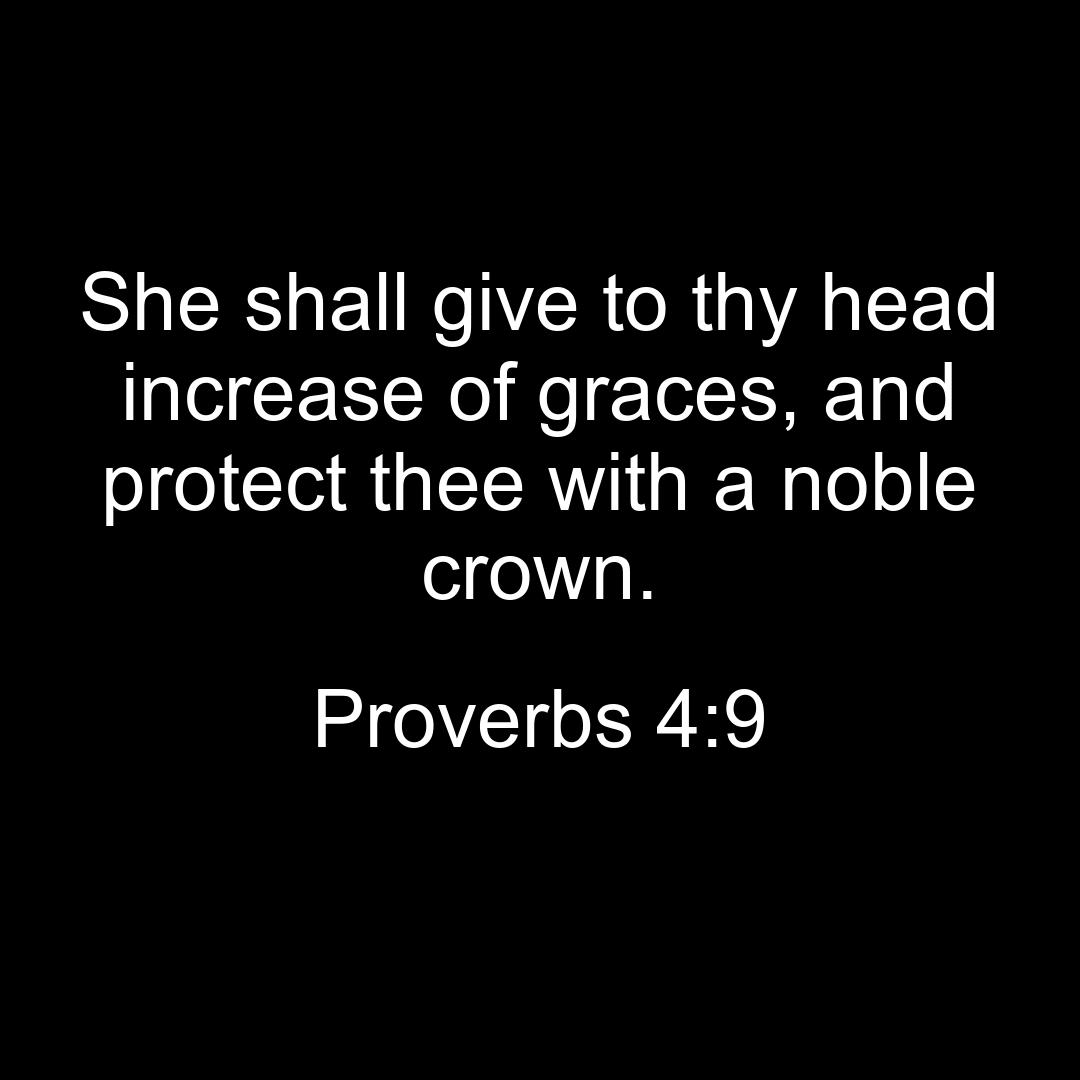 She shall give to thy head
increase of graces, and
protect thee with a noble
crown.
Proverbs 4:9